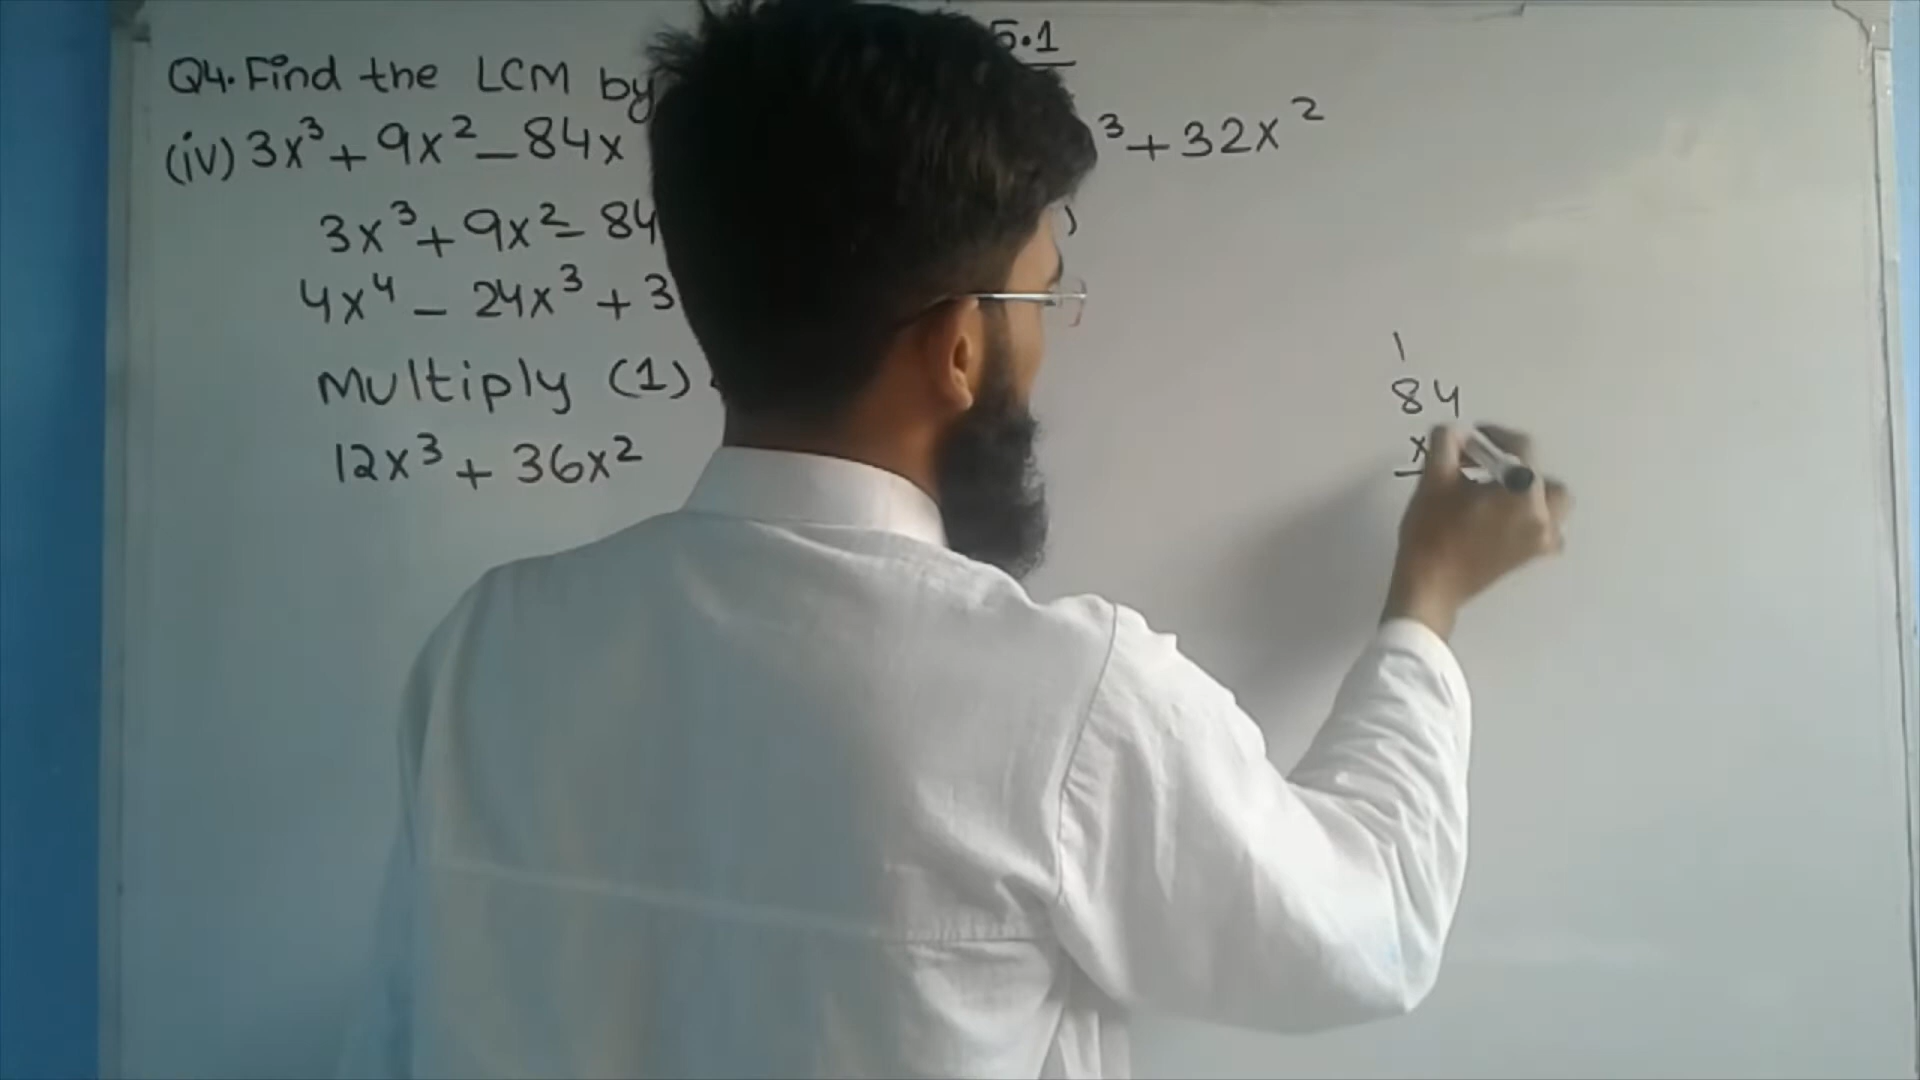 5.1
Q4. Find the LCM by
(iv) 3x³ + 9x² - 84x ³ + 32x²
3x³ + 9x² - 84 )
4x⁴ - 24x³ + 3
Multiply (1)
12x³ + 36x²
1
84
x